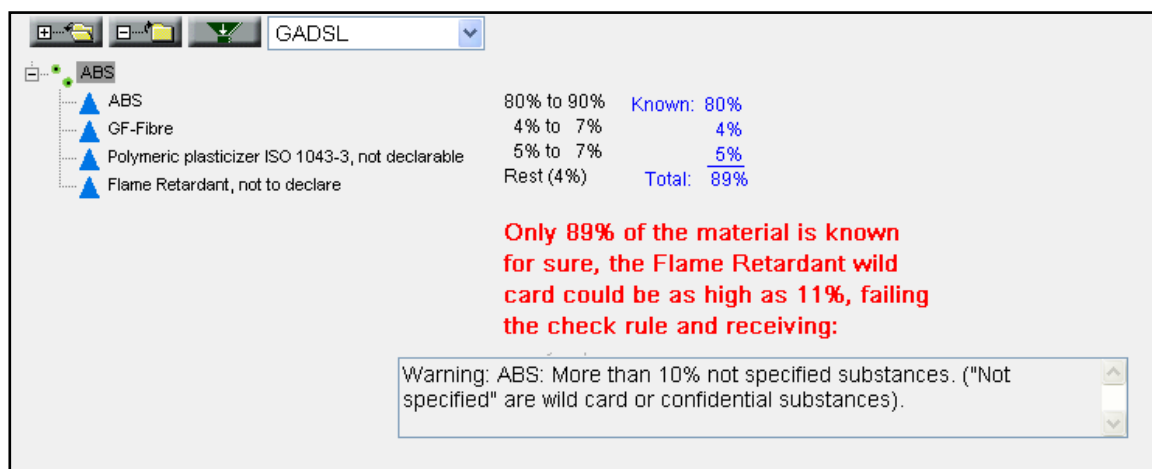 GADSL
ABS
ABS 80% to 90% Known: 80%
GF-Fibre 4% to 7% 4%
Polymeric plasticizer ISO 1043-3, not declarable 5% to 7% 5%
Flame Retardant, not to declare Rest (4%) Total: 89%
Only 89% of the material is known
for sure, the Flame Retardant wild
card could be as high as 11%, failing
the check rule and receiving:
Warning: ABS: More than 10% not specified substances. ("Not
specified" are wild card or confidential substances).